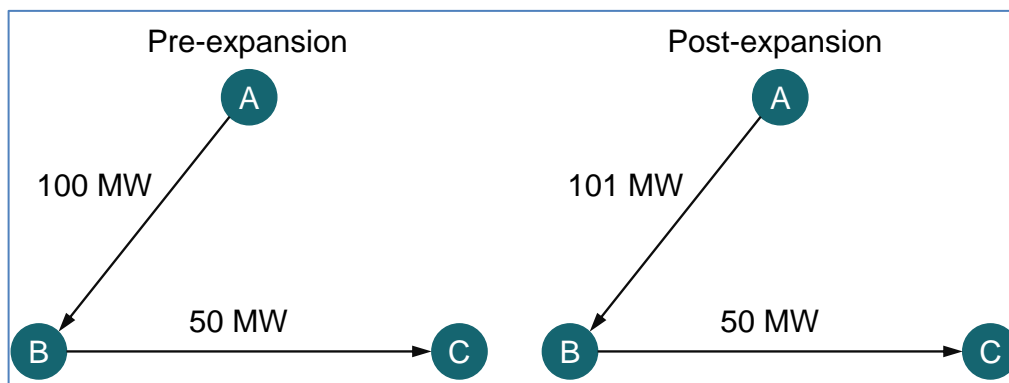 Pre-expansion
A
100 MW
50 MW
B
C
Post-expansion
A
101 MW
50 MW
B
C